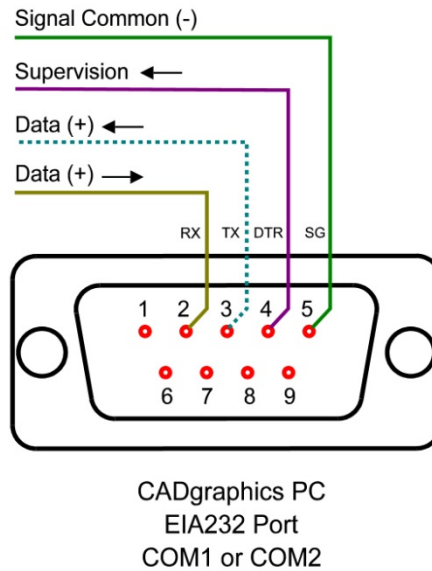 Signal Common (-)
Supervision
Data (+)
Data (+)
RX TX DTR SG
1 2 3 4 5
6 7 8 9
CADgraphics PC
EIA232 Port
COM1 or COM2